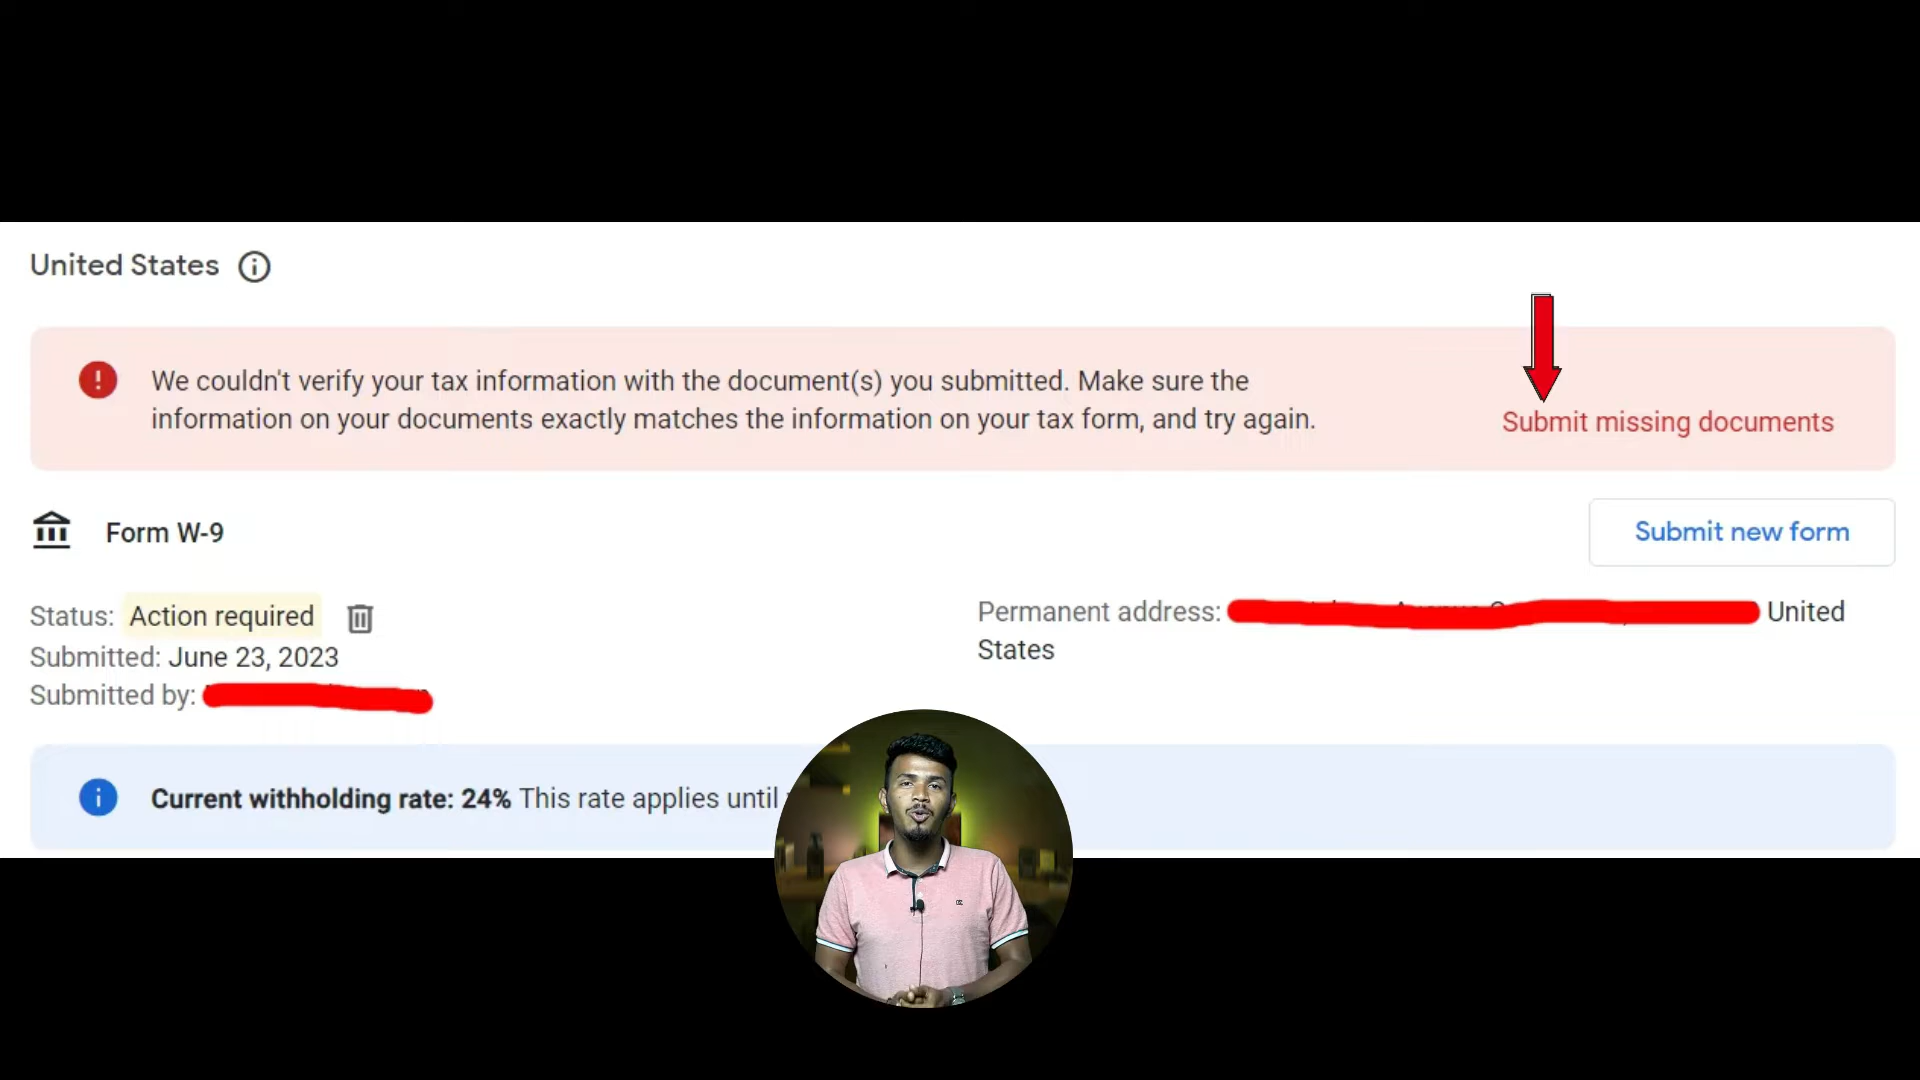 United States
We couldn't verify your tax information with the document(s) you submitted. Make sure the
information on your documents exactly matches the information on your tax form, and try again.
Submit missing documents
Form W-9
Submit new form
Status: Action required
Submitted: June 23, 2023
Submitted by:
Permanent address: United
States
Current withholding rate: 24% This rate applies until